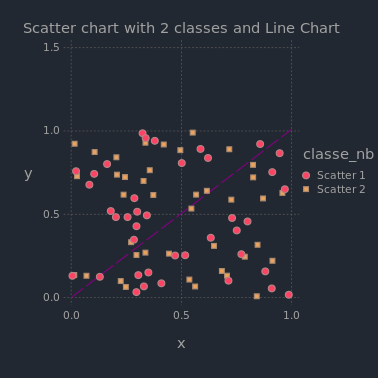 Scatter chart with 2 classes and Line Chart
1.5
1.0
0.5
0.0
y
0.0 0.5 1.0
x
classe_nb
Scatter 1
Scatter 2